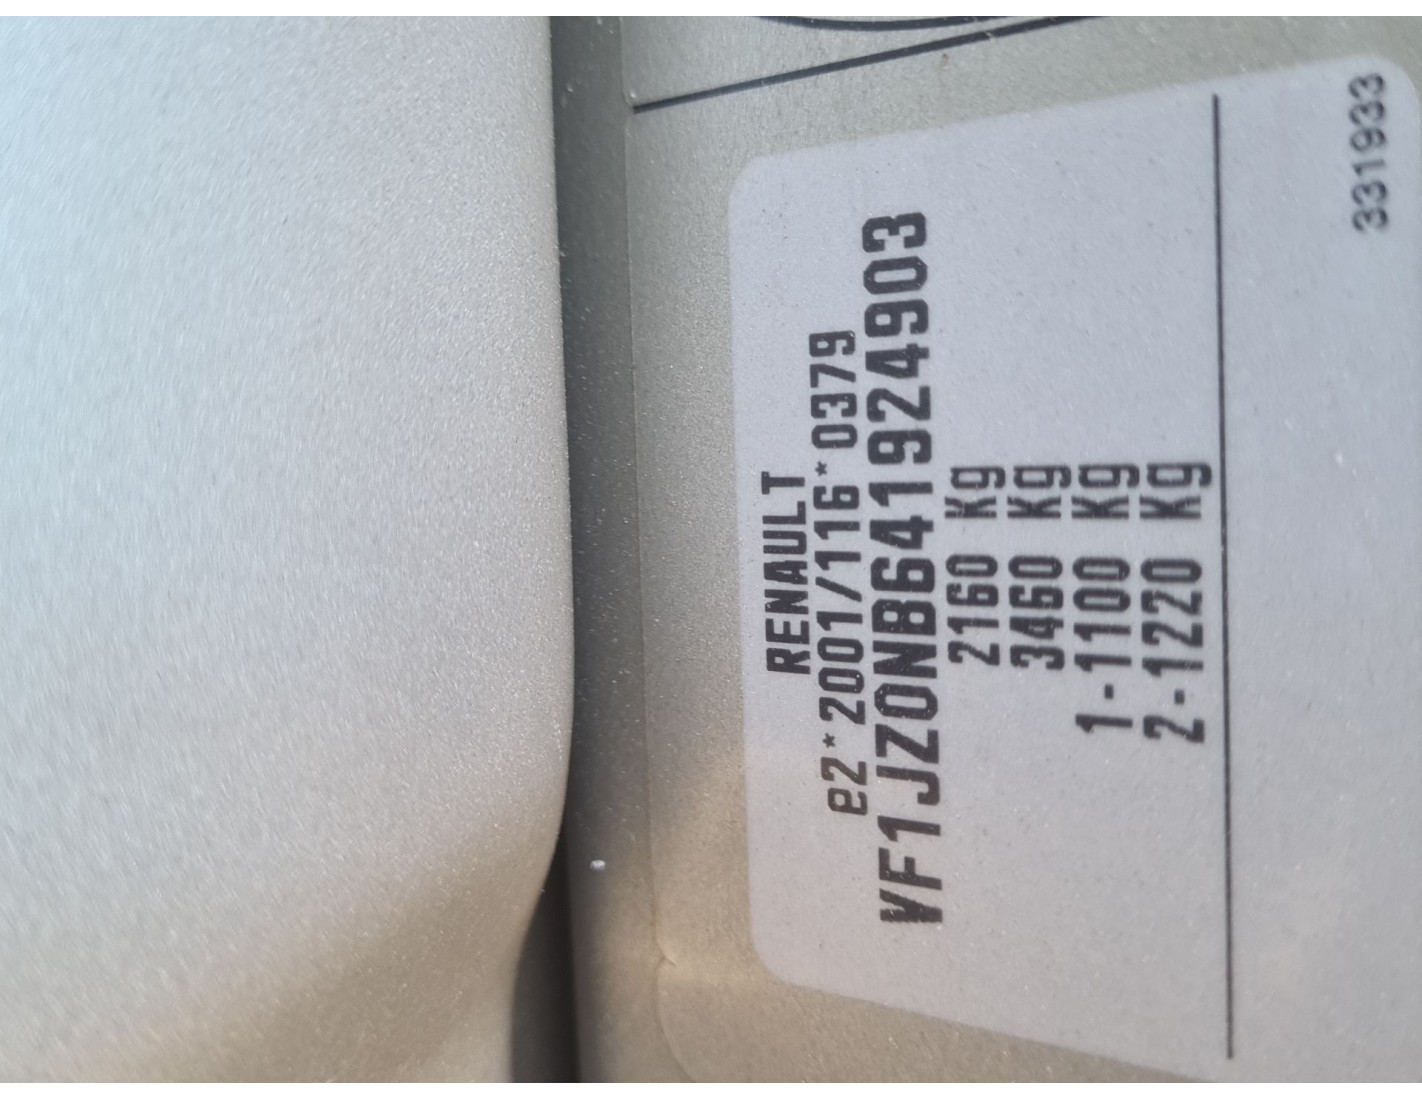 RENAULT
e2*2001/116*0379
VF1JZ0NB641924903
2160 Kg
3460 Kg
1-1100 Kg
2-1220 Kg
331933